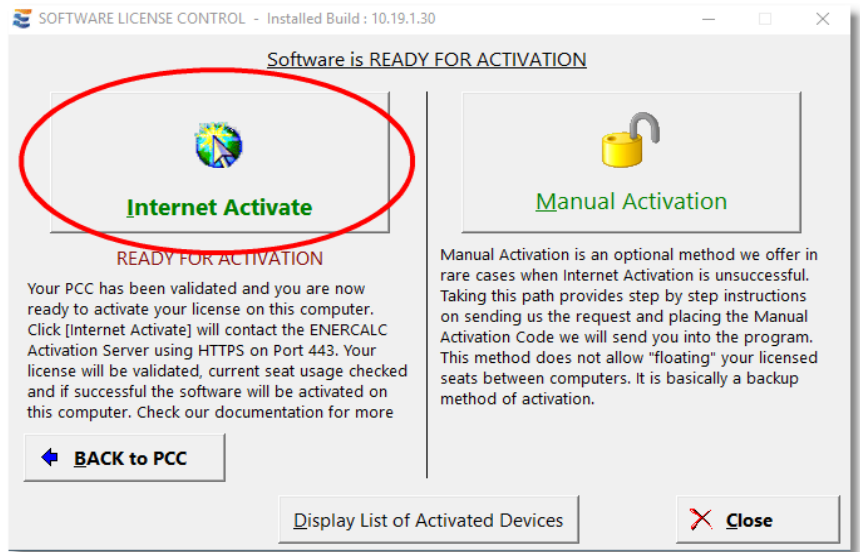 SOFTWARE LICENSE CONTROL - Installed Build : 10.19.1.30
Software is READY FOR ACTIVATION
Internet Activate
READY FOR ACTIVATION
Your PCC has been validated and you are now
ready to activate your license on this computer.
Click [Internet Activate] will contact the ENERCALC
Activation Server using HTTPS on Port 443. Your
license will be validated, current seat usage checked
and if successful the software will be activated on
this computer. Check our documentation for more
BACK to PCC
Manual Activation
Manual Activation is an optional method we offer in
rare cases when Internet Activation is unsuccessful.
Taking this path provides step by step instructions
on sending us the request and placing the Manual
Activation Code we will send you into the program.
This method does not allow "floating" your licensed
seats between computers. It is basically a backup
method of activation.
Display List of Activated Devices
Close